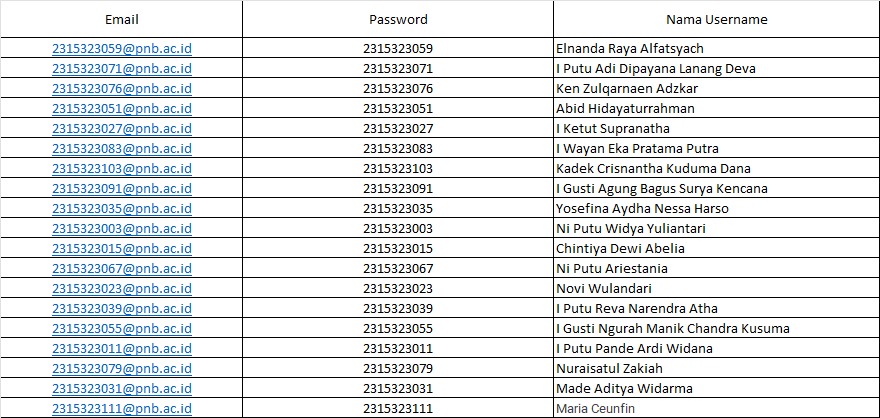 Email Password Nama Username
2315323059@pnb.ac.id 2315323059 Elnanda Raya Alfatsyach
2315323071@pnb.ac.id 2315323071 I Putu Adi Dipayana Lanang Deva
2315323076@pnb.ac.id 2315323076 Ken Zulqarnaen Adzkar
2315323051@pnb.ac.id 2315323051 Abid Hidayaturrahman
2315323027@pnb.ac.id 2315323027 I Ketut Supranatha
2315323083@pnb.ac.id 2315323083 I Wayan Eka Pratama Putra
2315323103@pnb.ac.id 2315323103 Kadek Crisnantha Kuduma Dana
2315323091@pnb.ac.id 2315323091 I Gusti Agung Bagus Surya Kencana
2315323035@pnb.ac.id 2315323035 Yosefina Aydha Nessa Harso
2315323003@pnb.ac.id 2315323003 Ni Putu Widya Yuliantari
2315323015@pnb.ac.id 2315323015 Chintiya Dewi Abelia
2315323067@pnb.ac.id 2315323067 Ni Putu Ariestania
2315323023@pnb.ac.id 2315323023 Novi Wulandari
2315323039@pnb.ac.id 2315323039 I Putu Reva Narendra Atha
2315323055@pnb.ac.id 2315323055 I Gusti Ngurah Manik Chandra Kusuma
2315323011@pnb.ac.id 2315323011 I Putu Pande Ardi Widana
2315323079@pnb.ac.id 2315323079 Nuraisatul Zakiah
2315323031@pnb.ac.id 2315323031 Made Aditya Widarma
2315323111@pnb.ac.id 2315323111 Maria Ceunfin